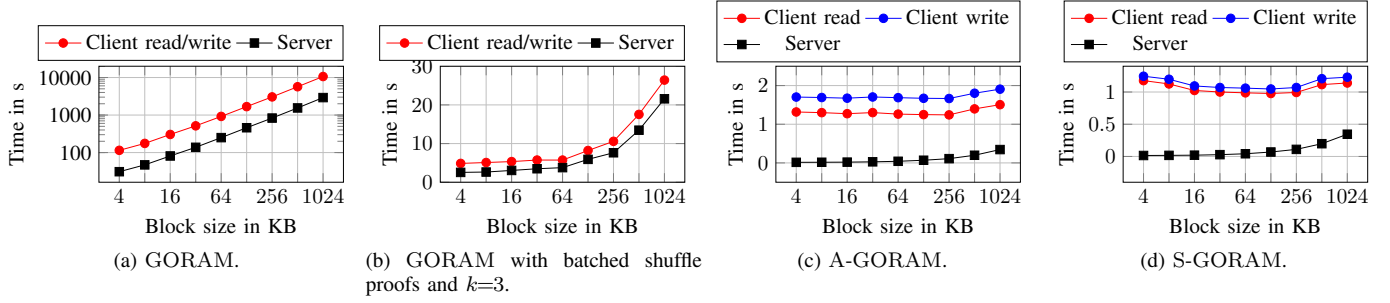 Client read/write Server
Time in s
10000
1000
100
4 16 64 256 1024
Block size in KB
(a) GORAM.
Client read/write Server
Time in s
30
20
10
0
4 16 64 256 1024
Block size in KB
(b) GORAM with batched shuffle
proofs and k=3.
Client read Client write
Server
Time in s
2
1
0
4 16 64 256 1024
Block size in KB
(c) A-GORAM.
Client read Client write
Server
Time in s
1
0.5
0
4 16 64 256 1024
Block size in KB
(d) S-GORAM.